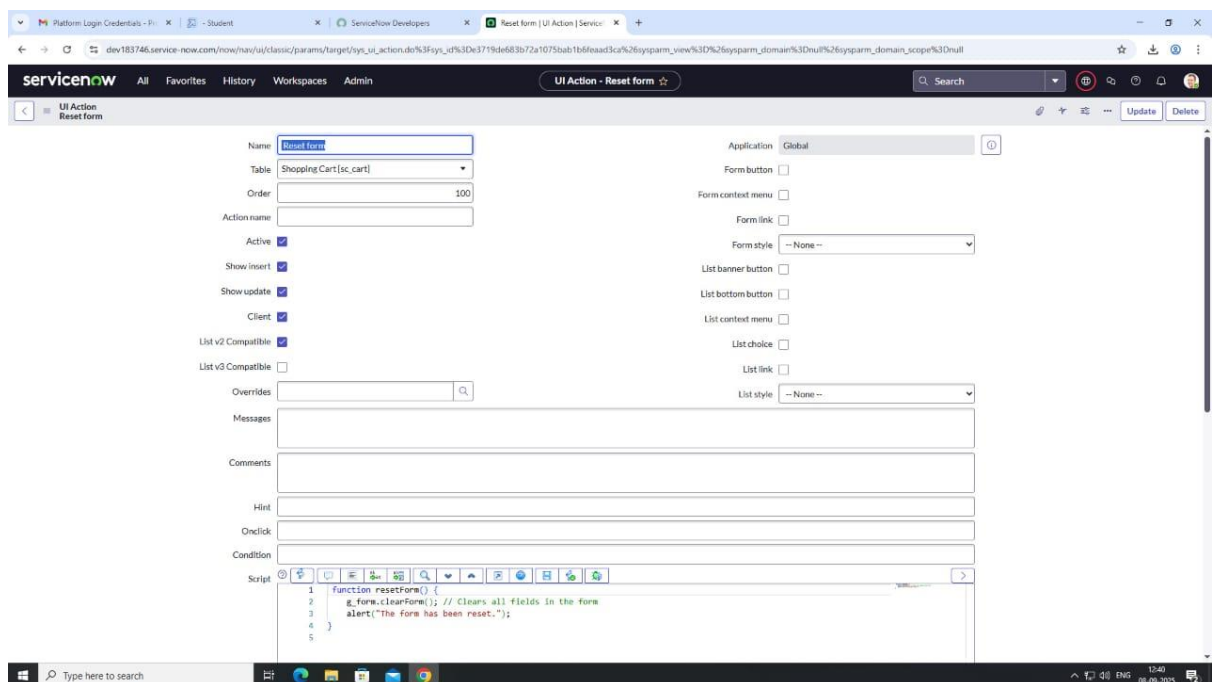 Platform Login Credentials - Pr
- Student
ServiceNow Developers
Reset form | UI Action | Service
dev183746.service-now.com/now/nav/ui/classic/params/target/sys_ui_action.do%3Fsys_id%3De3719de683b72a1075bab1b6feaad3ca%26sysparm_view%3D%26sysparm_domain%3Dnull%26sysparm_domain_scope%3Dnull
servicenow All Favorites History Workspaces Admin
UI Action - Reset form
Search
UI Action
Reset form
Update Delete
Name Reset form
Application Global
Table Shopping Cart [sc_cart]
Form button
Order 100
Form context menu
Action name
Form link
Active
Form style -- None --
Show insert
List banner button
Show update
List bottom button
Client
List context menu
List v2 Compatible
List choice
List v3 Compatible
List link
Overrides
List style -- None --
Messages
Comments
Hint
Onclick
Condition
Script
1 function resetForm() {
2 g_form.clearForm(); // Clears all fields in the form
3 alert("The form has been reset.");
4 }
5
Type here to search
ENG
12:40
08-09-2025